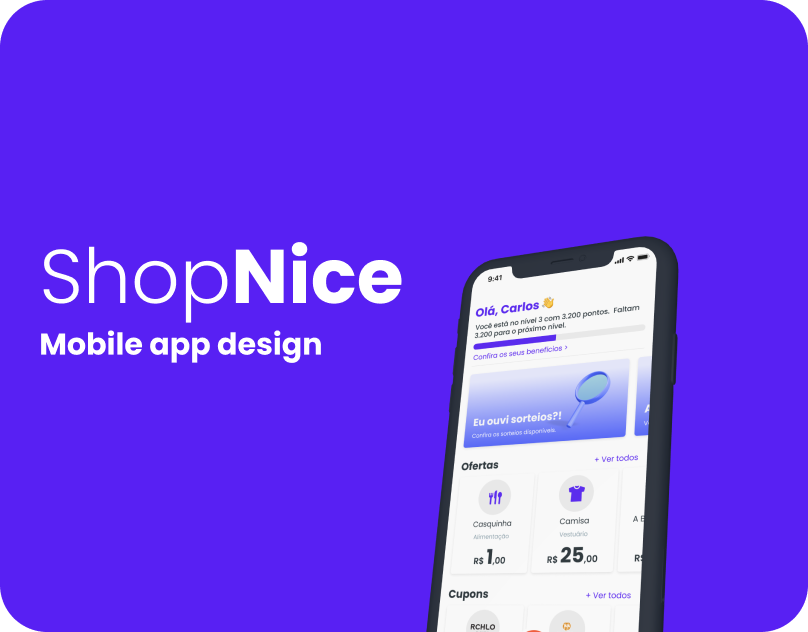 ShopNice
Mobile app design
9:41
Olá, Carlos 👋
Você está no nível 3 com 3.200 pontos. Faltam
3.200 para o próximo nível.
Confira os seus benefícios >
Eu ouvi sorteios?!
Confira os sorteios disponíveis.
Ofertas
+ Ver todos
Casquinha
Alimentação
R$ 1,00
Camisa
Vestuário
R$ 25,00
Cupons
+ Ver todos
RCHLO